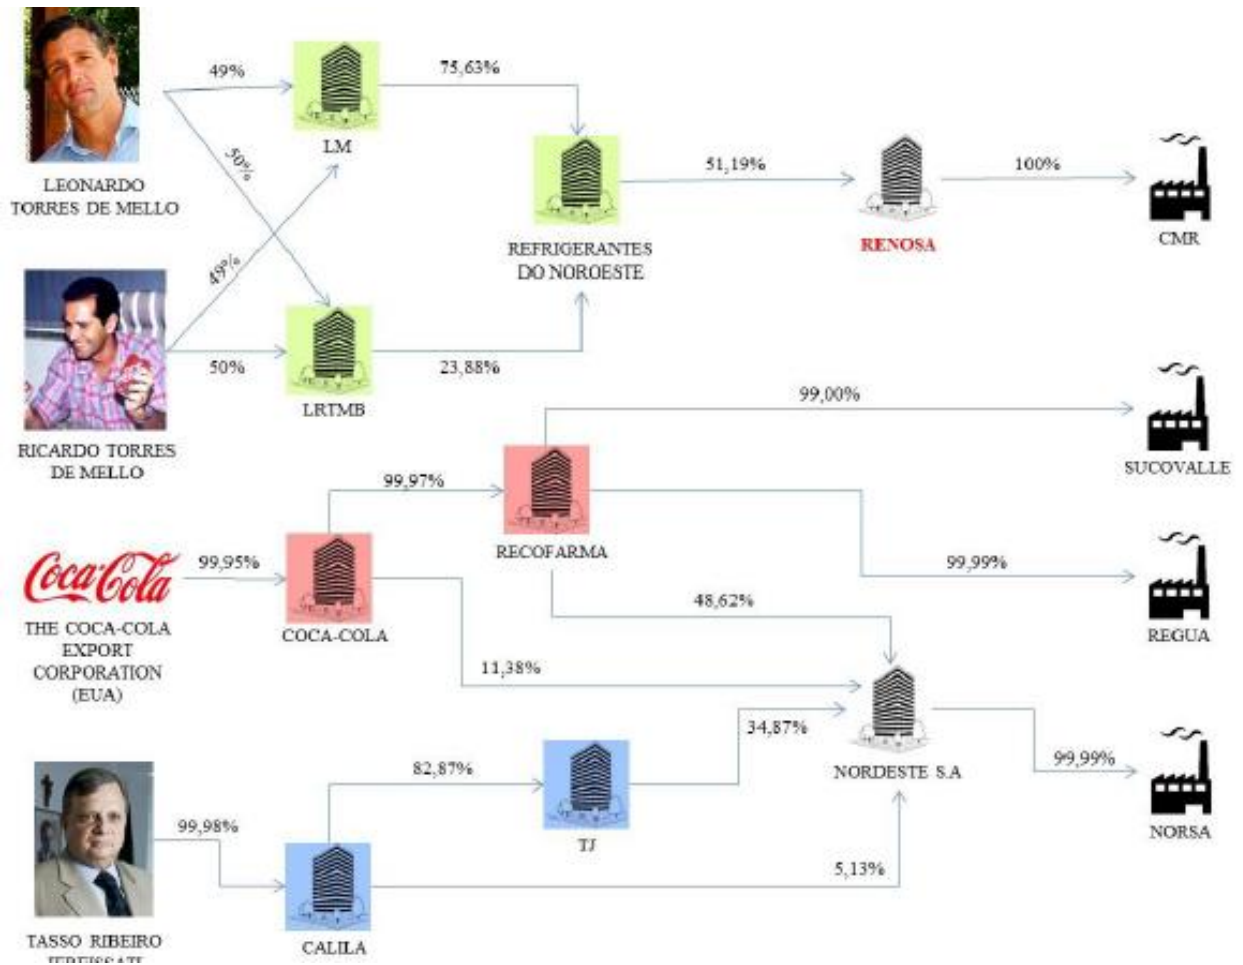 49%
75,63%
LM
50%
51,19%
100%
LEONARDO
TORRES DE MELLO
REFRIGERANTES
DO NOROESTE
RENOSA
CMR
49%
50%
23,88%
LRTMB
99,00%
RICARDO TORRES
DE MELLO
SUCOVALLE
99,97%
RECOFARMA
Coca-Cola
99,95%
99,99%
48,62%
THE COCA-COLA
EXPORT
CORPORATION
(EUA)
COCA-COLA
REGUA
11,38%
34,87%
82,87%
NORDESTE S.A
99,99%
99,98%
TJ
NORSA
5,13%
TASSO RIBEIRO
JEREISSATI
CALILA